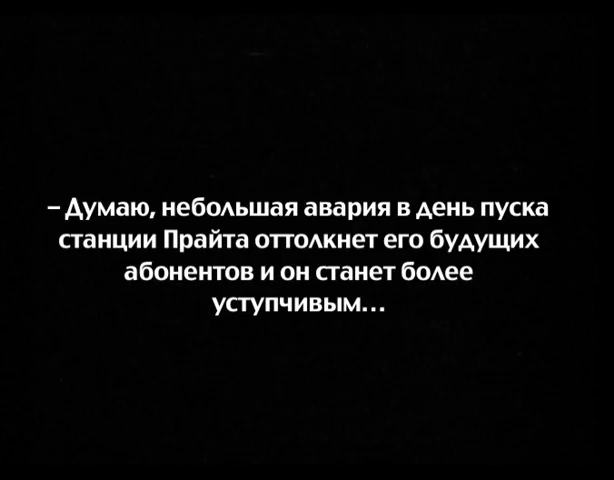 – Думаю, небольшая авария в день пуска
станции Прайта оттолкнет его будущих
абонентов и он станет более
уступчивым...